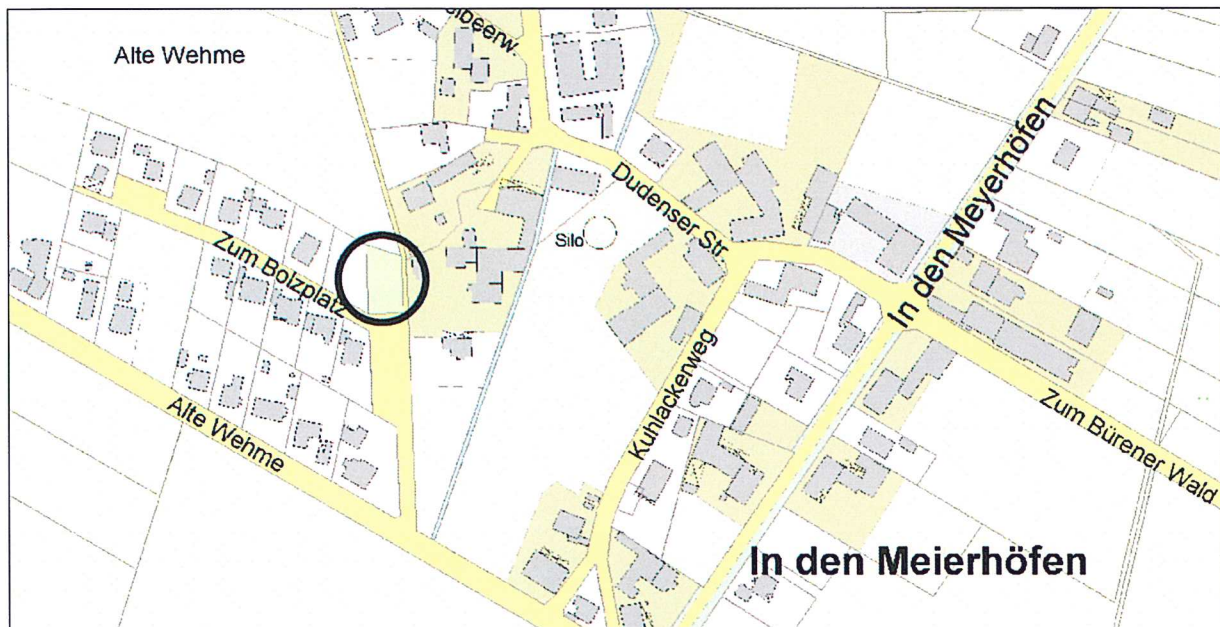 Alte Wehme
Dudenser Str
In den Meyerhöfen
Silo
Zum Bolzplatz
Alte Wehme
Kuhlackerweg
Zum Bürener Wald
In den Meierhöfen